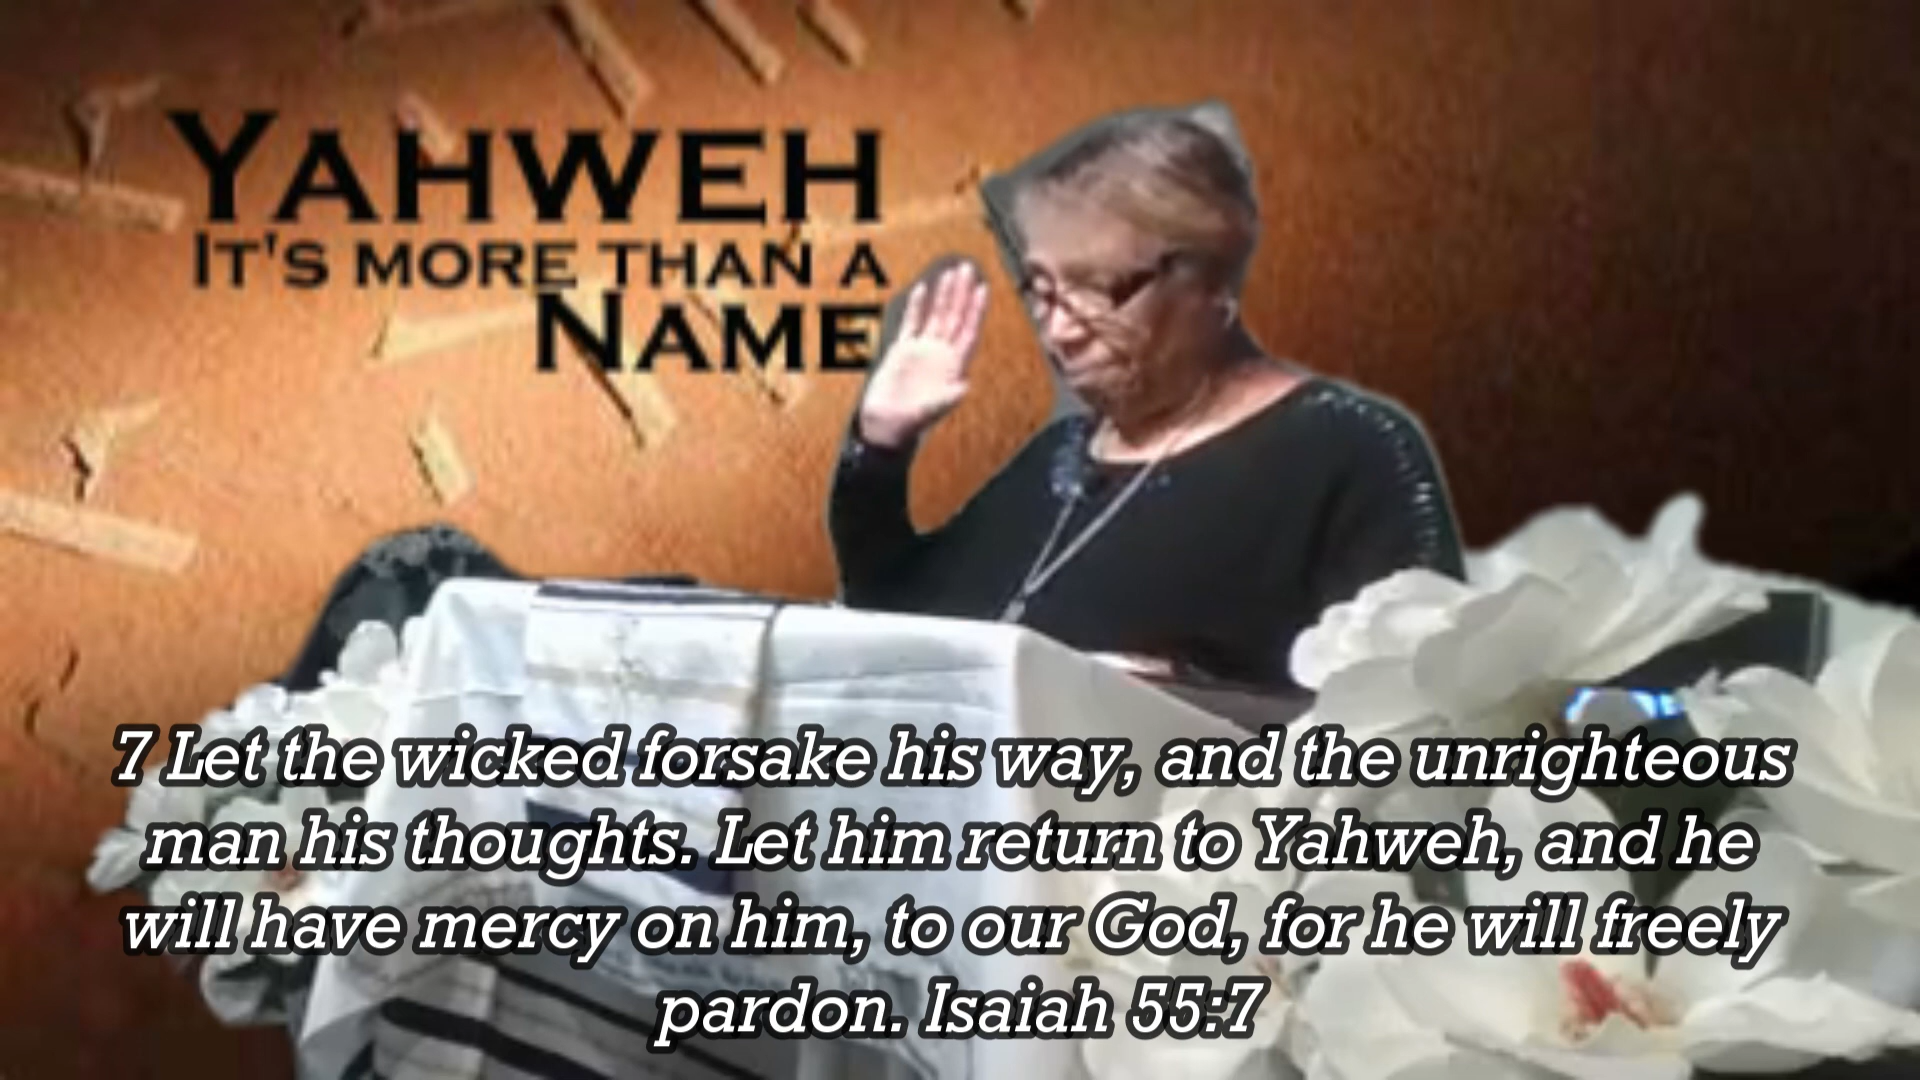 YAHWEH
IT'S MORE THAN A
NAME
7 Let the wicked forsake his way, and the unrighteous
man his thoughts. Let him return to Yahweh, and he
will have mercy on him, to our God, for he will freely
pardon. Isaiah 55:7